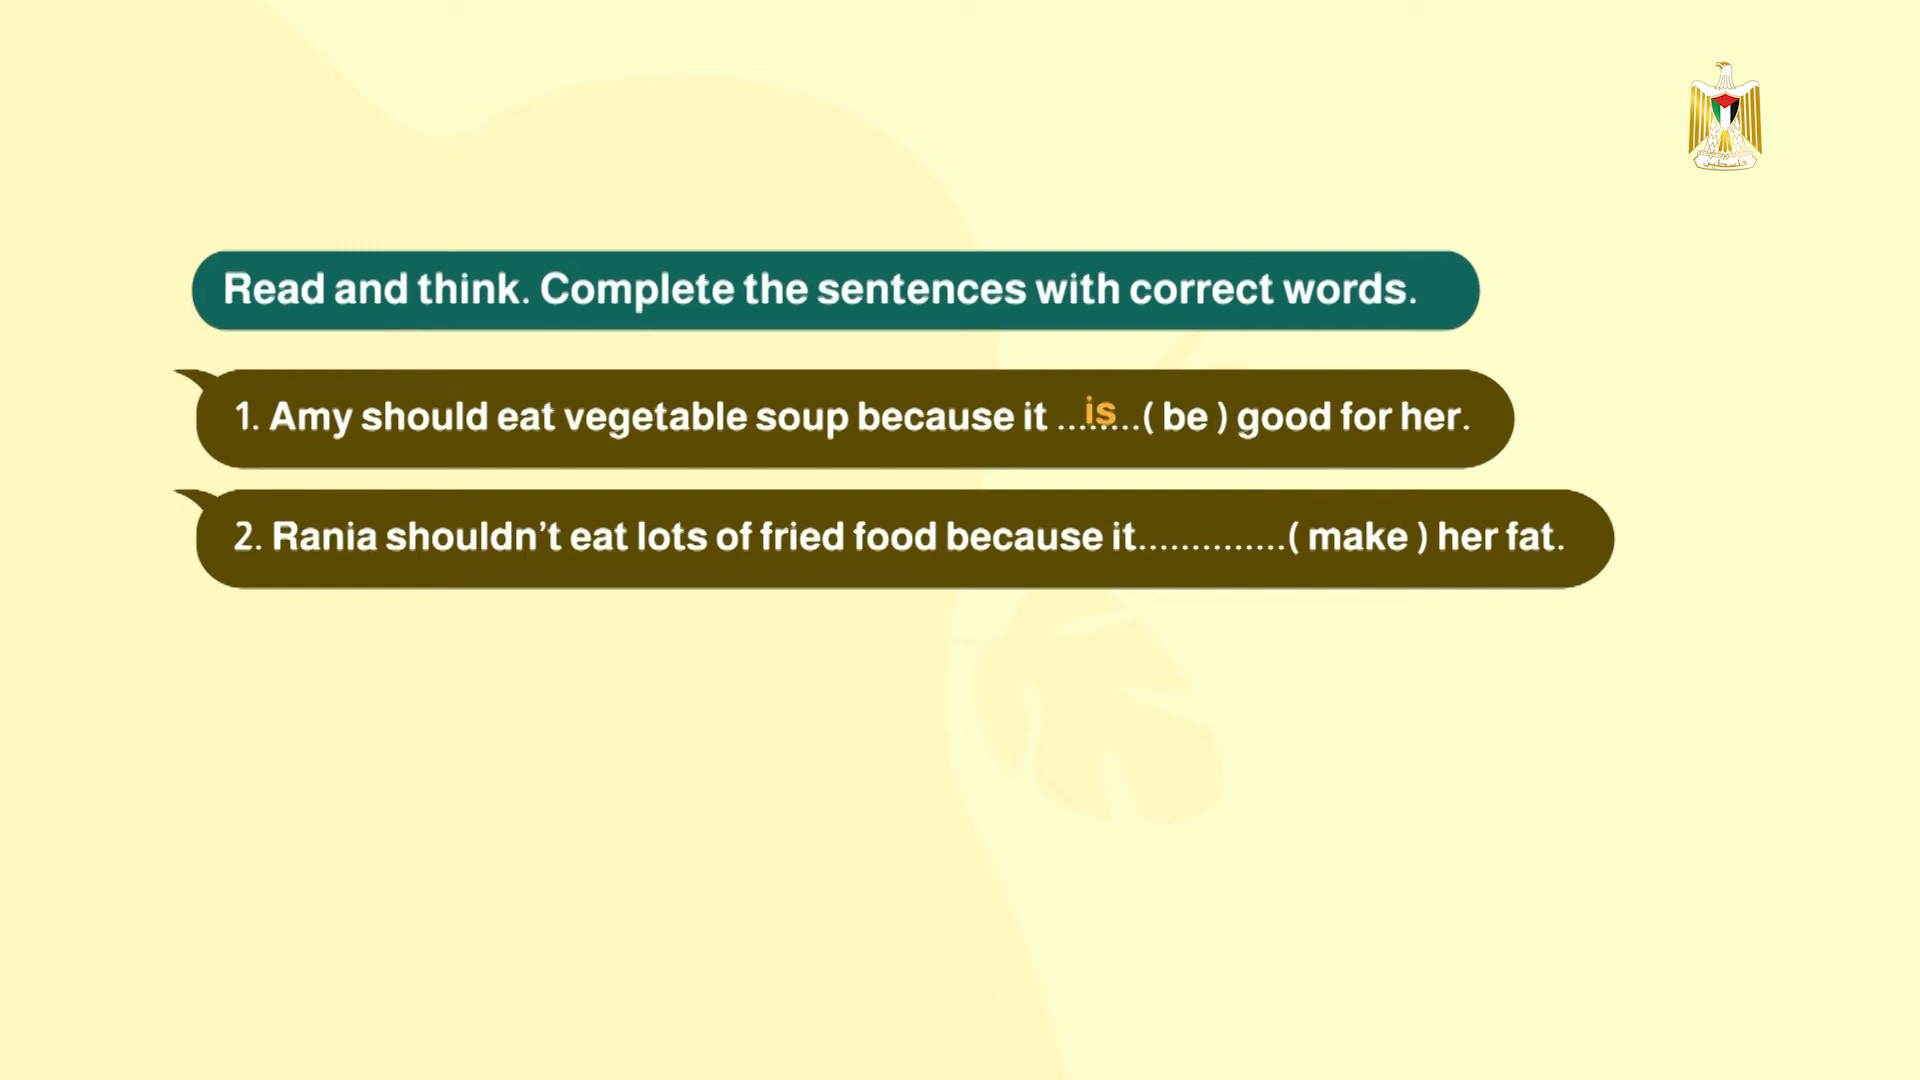 فلسطين
Read and think. Complete the sentences with correct words.
1. Amy should eat vegetable soup because it ...is...( be ) good for her.
2. Rania shouldn't eat lots of fried food because it..............( make ) her fat.